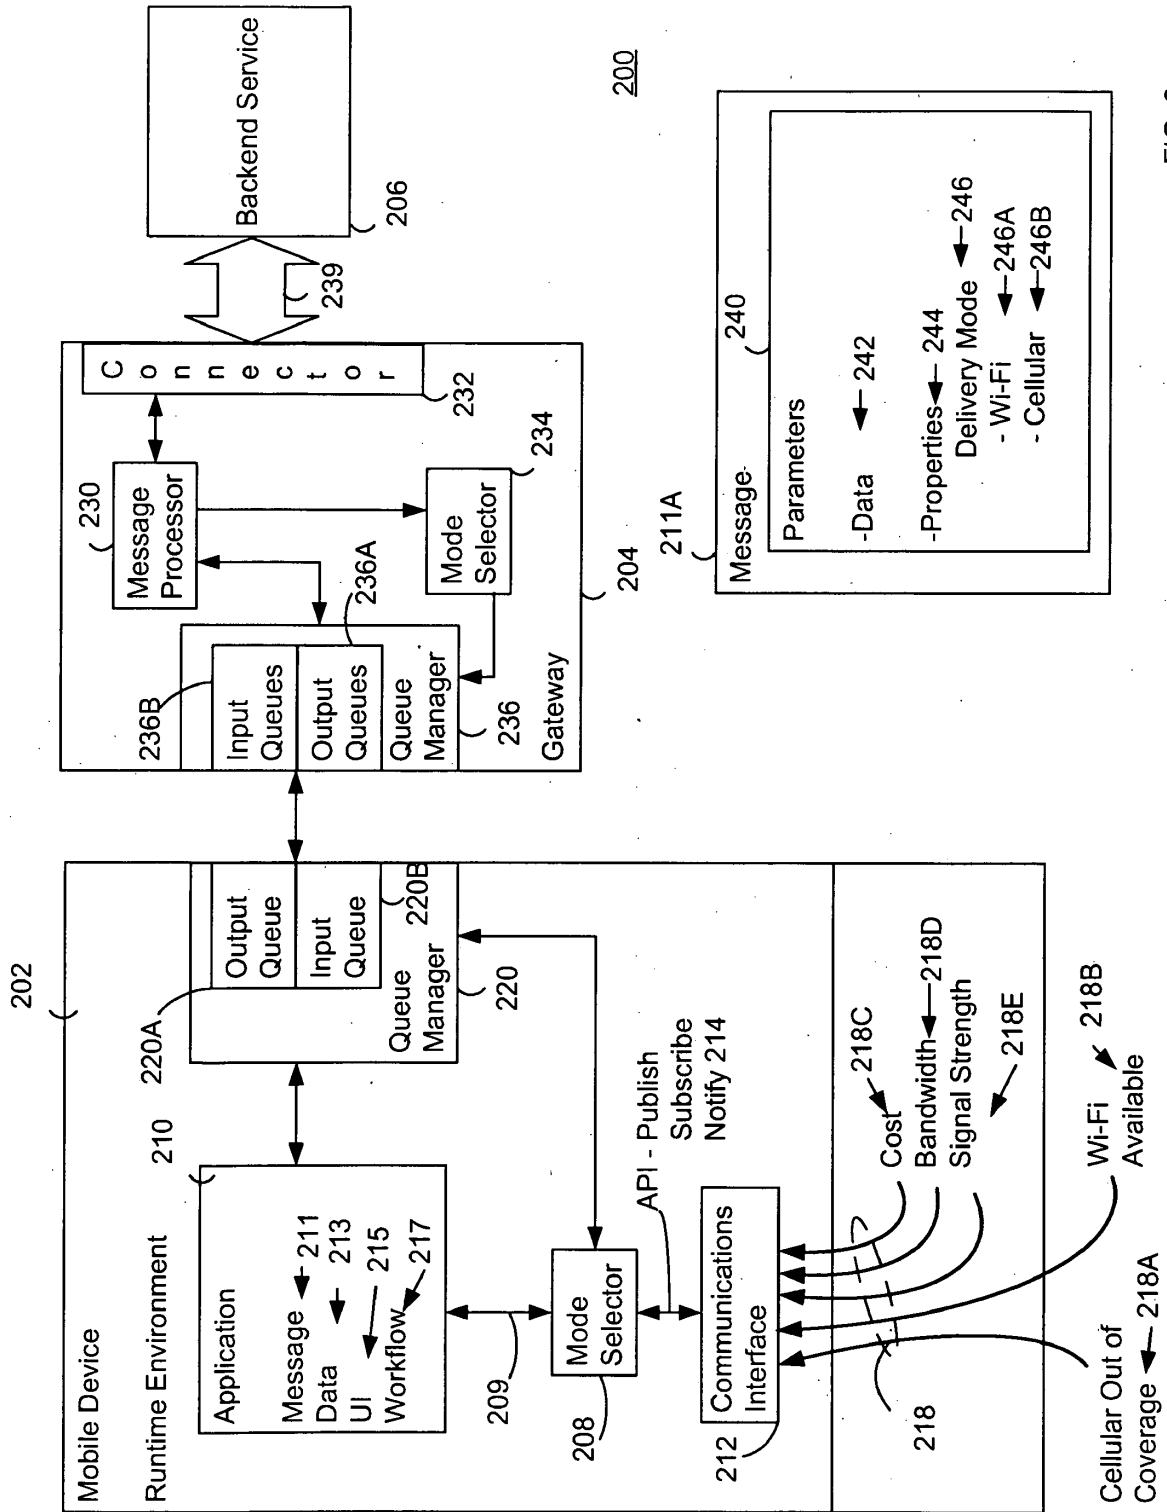 202
Mobile Device
Runtime Environment
210
Application
Message 211
Data 213
UI 215
Workflow 217
209
Mode
Selector
208
API - Publish
Subscribe
Notify 214
Communications
Interface
212
218
Cost
218C
Bandwidth 218D
Signal Strength
218E
Wi-Fi
Available
218B
Cellular Out of
Coverage 218A
220A
Output
Queue
Input
Queue
220B
Queue
Manager
220
236B
Input
Queues
Output
Queues
236A
Queue
Manager
236
Gateway
204
230
Message
Processor
Mode
Selector
234
Connector
232
239
Backend Service
206
200
211A
Message
240
Parameters
-Data 242
-Properties 244
Delivery Mode 246
- Wi-Fi 246A
- Cellular 246B